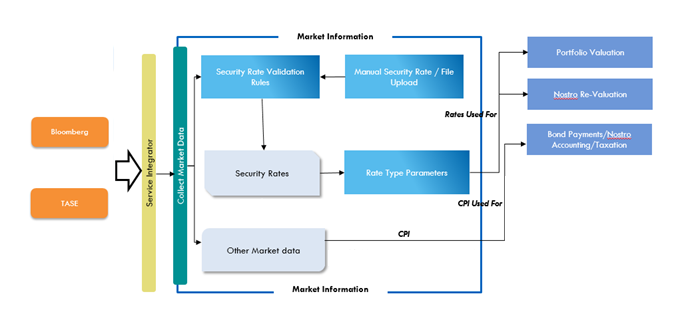 Market Information
Security Rate Validation
Rules
Manual Security Rate / File
Upload
Portfolio Valuation
Nostro Re-Valuation
Rates Used For
Bond Payments/Nostro
Accounting/Taxation
Bloomberg
TASE
Service Integrator
Collect Market Data
Security Rates
Rate Type Parameters
CPI Used For
CPI
Other Market data
Market Information